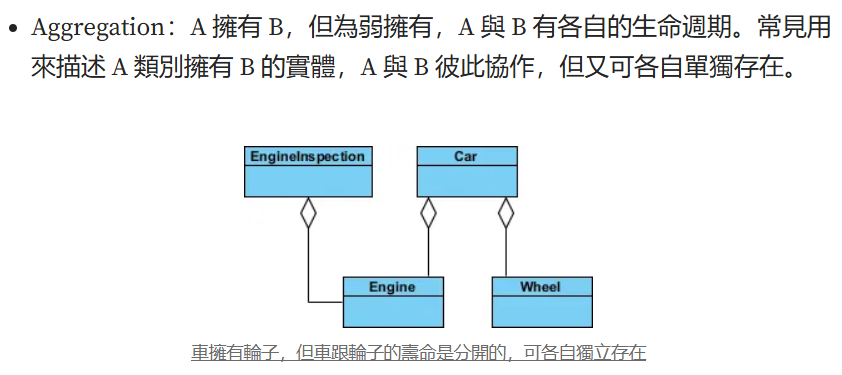 • Aggregation：A 擁有 B，但為弱擁有，A 與 B 有各自的生命週期。常見用
來描述 A 類別擁有 B 的實體，A 與 B 彼此協作，但又可各自單獨存在。
EngineInspection
Car
Engine
Wheel
車擁有輪子，但車跟輪子的壽命是分開的，可各自獨立存在